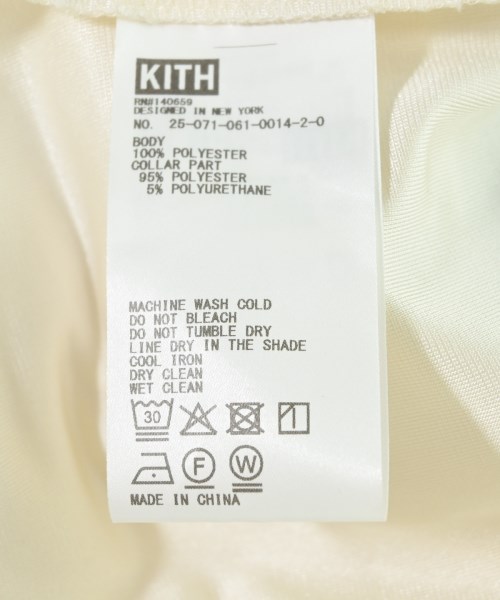 KITH
RN#140659
DESIGNED IN NEW YORK
NO. 25-071-061-0014-2-0
BODY
100% POLYESTER
COLLAR PART
95% POLYESTER
5% POLYURETHANE
MACHINE WASH COLD
DO NOT BLEACH
DO NOT TUMBLE DRY
LINE DRY IN THE SHADE
COOL IRON
DRY CLEAN
WET CLEAN
30
F W
MADE IN CHINA